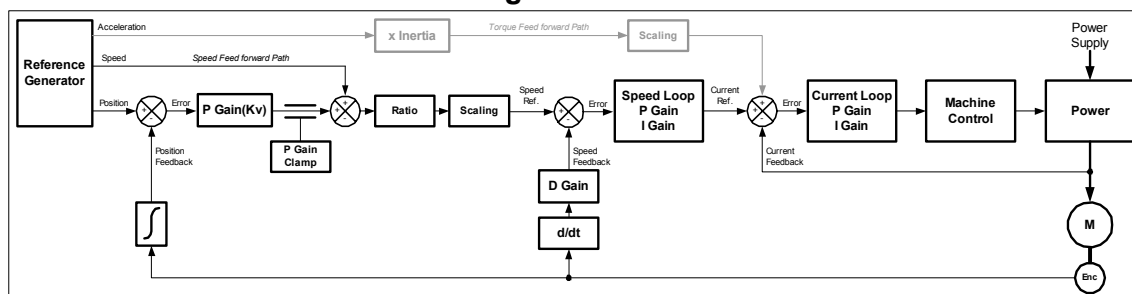 Acceleration
x Inertia
Torque Feed forward Path
Scaling
Power
Supply
Reference
Generator
Speed
Speed Feed forward Path
Position
Error
P Gain(Kv)
Ratio
Scaling
Speed
Ref.
Error
Speed Loop
P Gain
I Gain
Current
Ref.
Error
Current Loop
P Gain
I Gain
Machine
Control
Power
P Gain
Clamp
Position
Feedback
Speed
Feedback
Current
Feedback
D Gain
d/dt
M
Enc